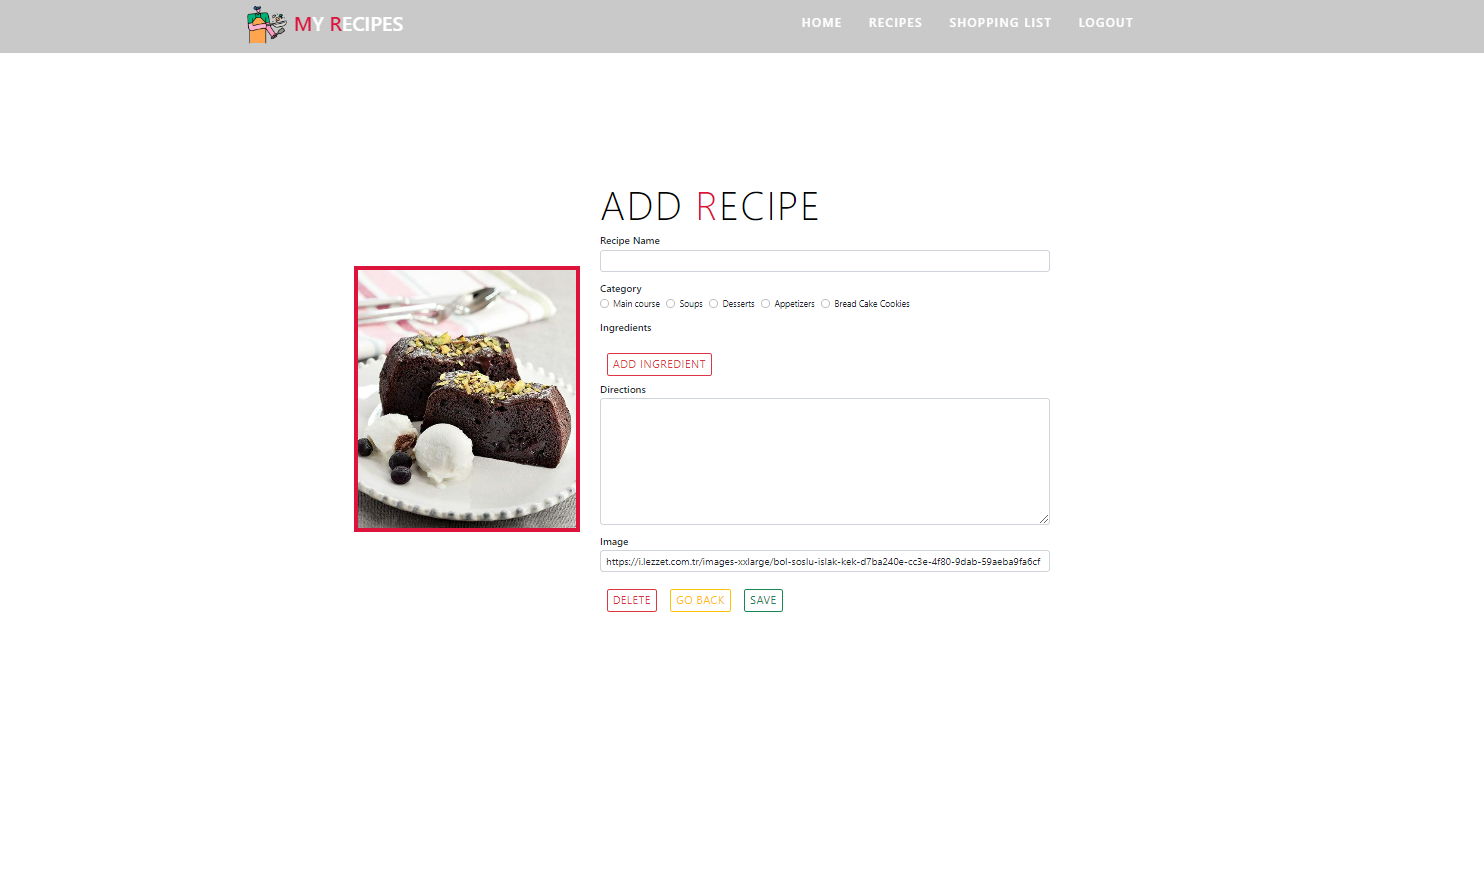 MY RECIPES
HOME RECIPES SHOPPING LIST LOGOUT
ADD RECIPE
Recipe Name
Category
Main course Soups Desserts Appetizers Bread Cake Cookies
Ingredients
ADD INGREDIENT
Directions
Image
https://i.lezzet.com.tr/images-xxlarge/bol-soslu-islak-kek-d7ba240e-cc3e-4f80-9dab-59aeba9fa6cf
DELETE GO BACK SAVE